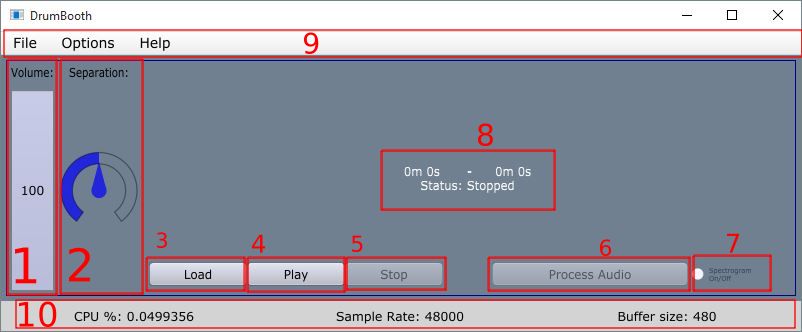 DrumBooth
File Options Help 9
Volume: Separation:
8
0m 0s - 0m 0s
100
Status: Stopped
3 4 5 6 7
1 2
Load Play Stop Process Audio Spectrogram
On/Off
10 CPU %: 0.0499356 Sample Rate: 48000 Buffer size: 480